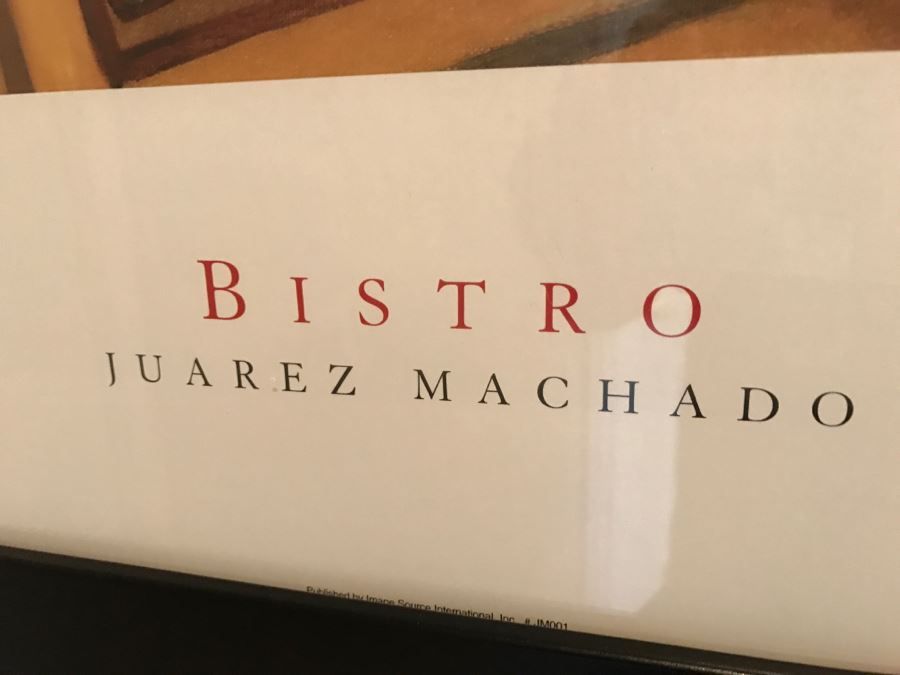 BISTRO
JUAREZ MACHADO
Published by Image Source International, Inc. # JM001